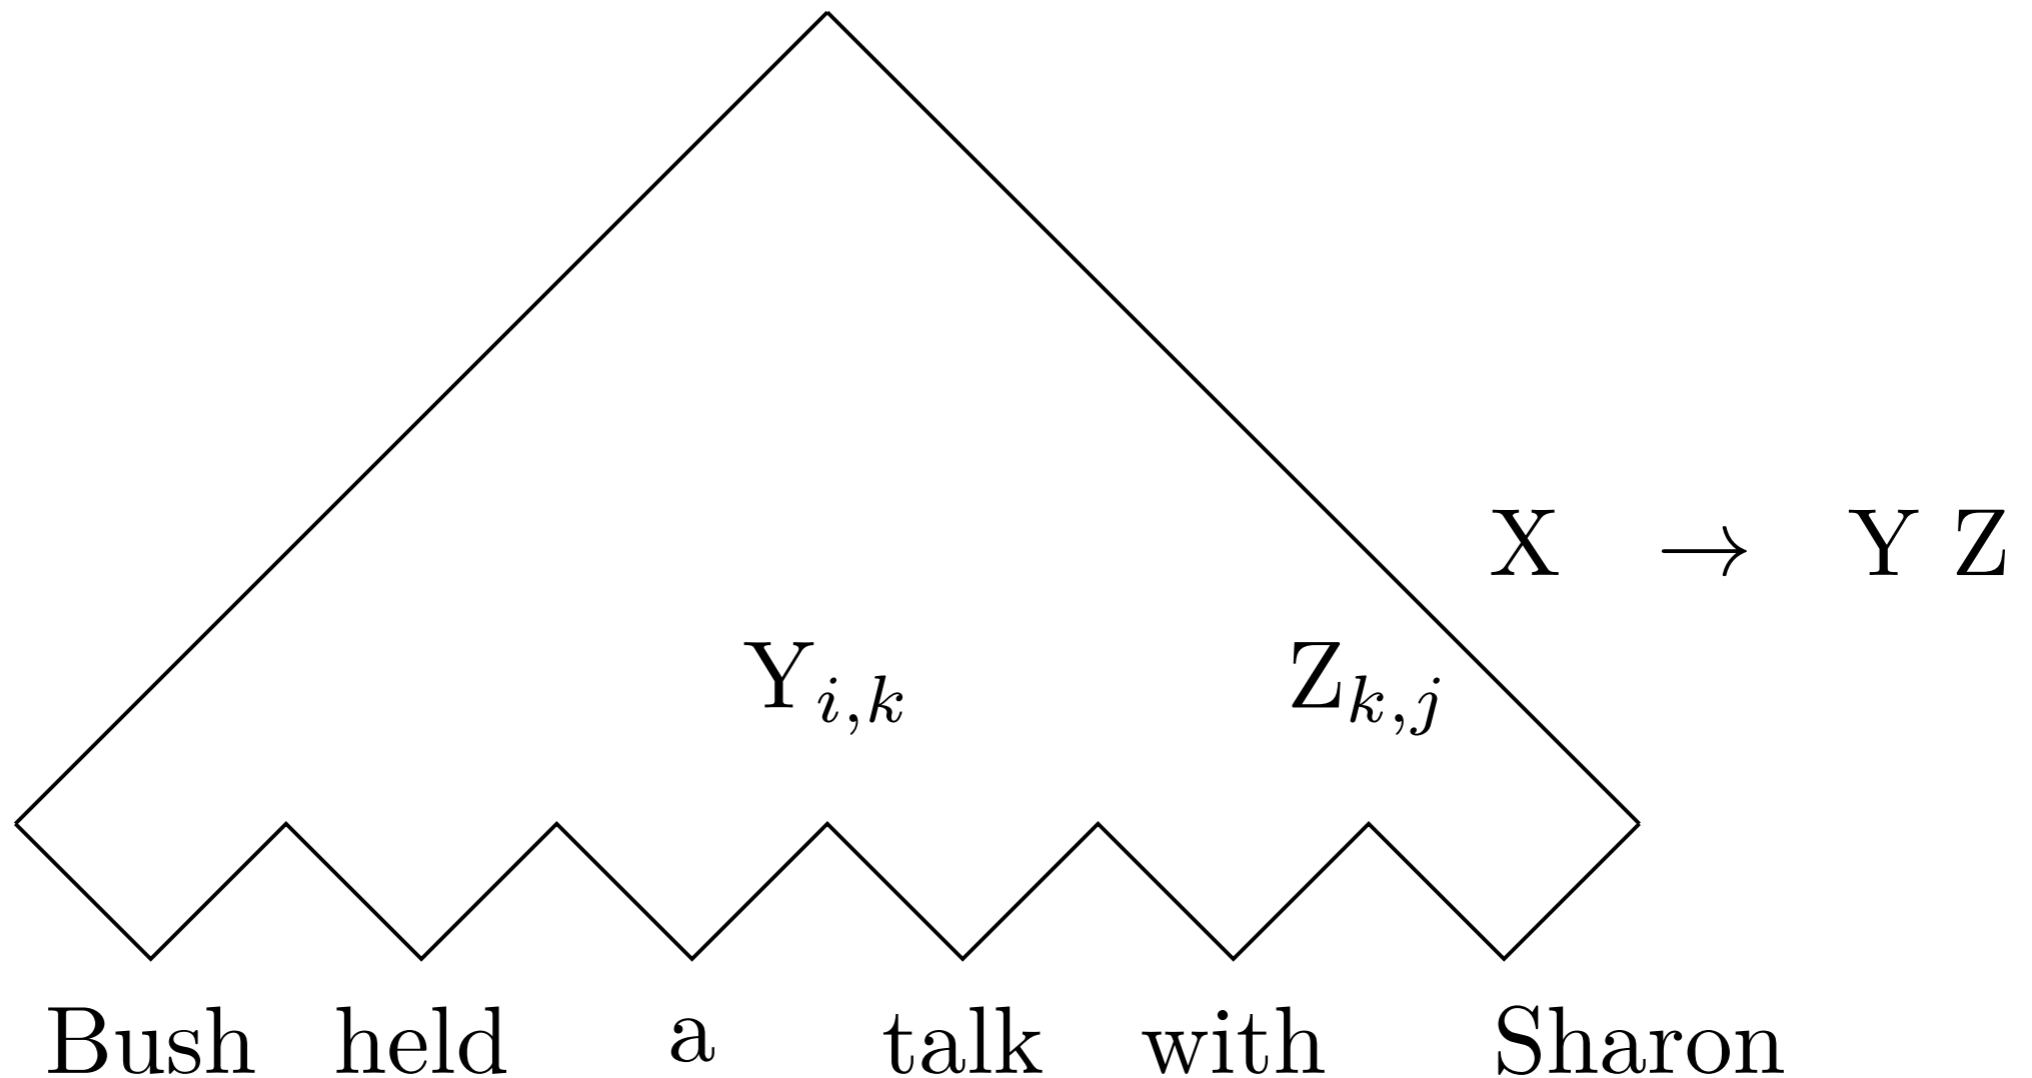 X → Y Z
Y_{i,k} Z_{k,j}
Bush held a talk with Sharon